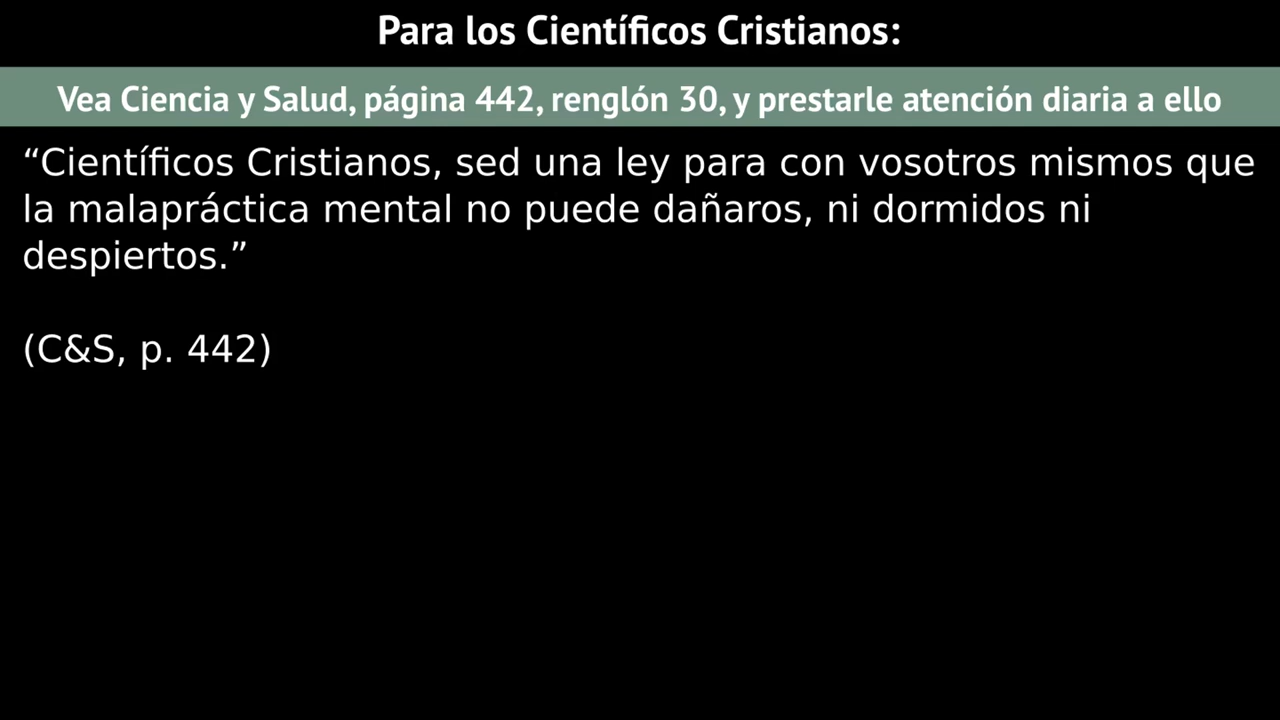 Para los Científicos Cristianos:
Vea Ciencia y Salud, página 442, renglón 30, y prestarle atención diaria a ello
“Científicos Cristianos, sed una ley para con vosotros mismos que
la malapráctica mental no puede dañaros, ni dormidos ni
despiertos.”
(C&S, p. 442)